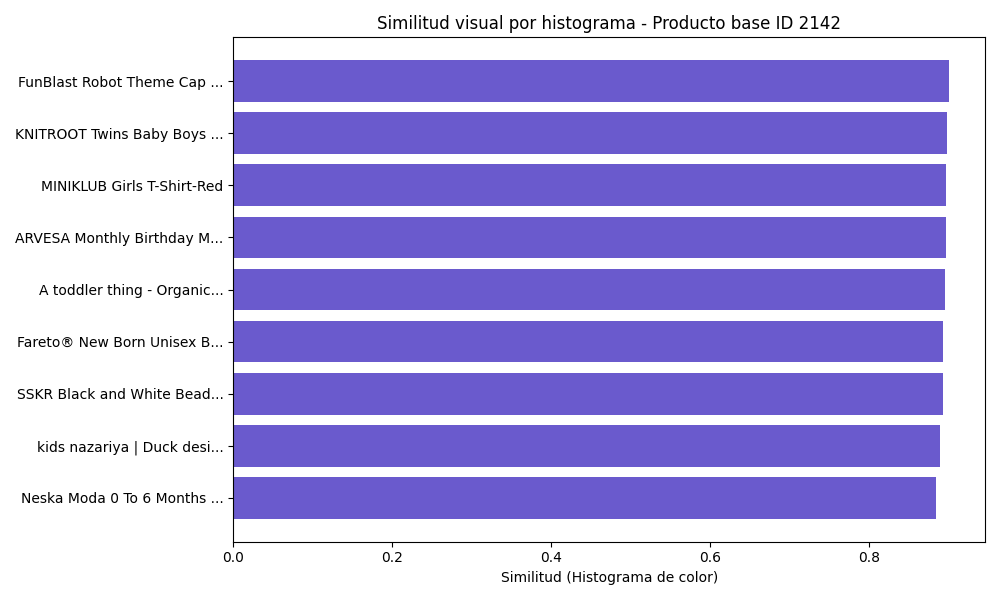 Similitud visual por histograma - Producto base ID 2142
FunBlast Robot Theme Cap ...
KNITROOT Twins Baby Boys ...
MINIKLUB Girls T-Shirt-Red
ARVESA Monthly Birthday M...
A toddler thing - Organic...
Fareto® New Born Unisex B...
SSKR Black and White Bead...
kids nazariya | Duck desi...
Neska Moda 0 To 6 Months ...
0.0 0.2 0.4 0.6 0.8
Similitud (Histograma de color)